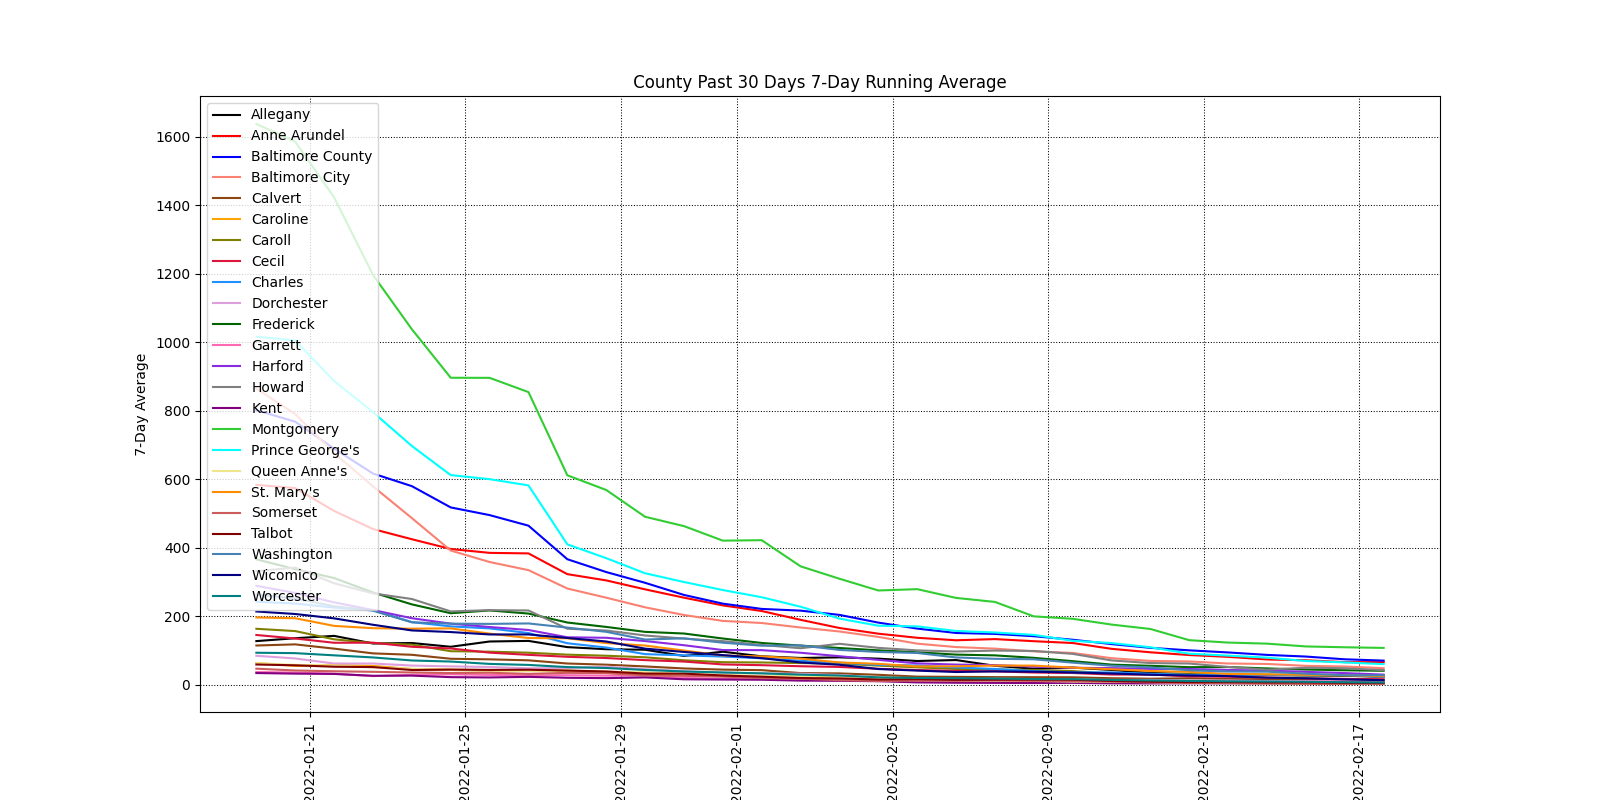 County Past 30 Days 7-Day Running Average
7-Day Average
1600
1400
1200
1000
800
600
400
200
0
Allegany
Anne Arundel
Baltimore County
Baltimore City
Calvert
Caroline
Caroll
Cecil
Charles
Dorchester
Frederick
Garrett
Harford
Howard
Kent
Montgomery
Prince George's
Queen Anne's
St. Mary's
Somerset
Talbot
Washington
Wicomico
Worcester
2022-01-21
2022-01-25
2022-01-29
2022-02-01
2022-02-05
2022-02-09
2022-02-13
2022-02-17